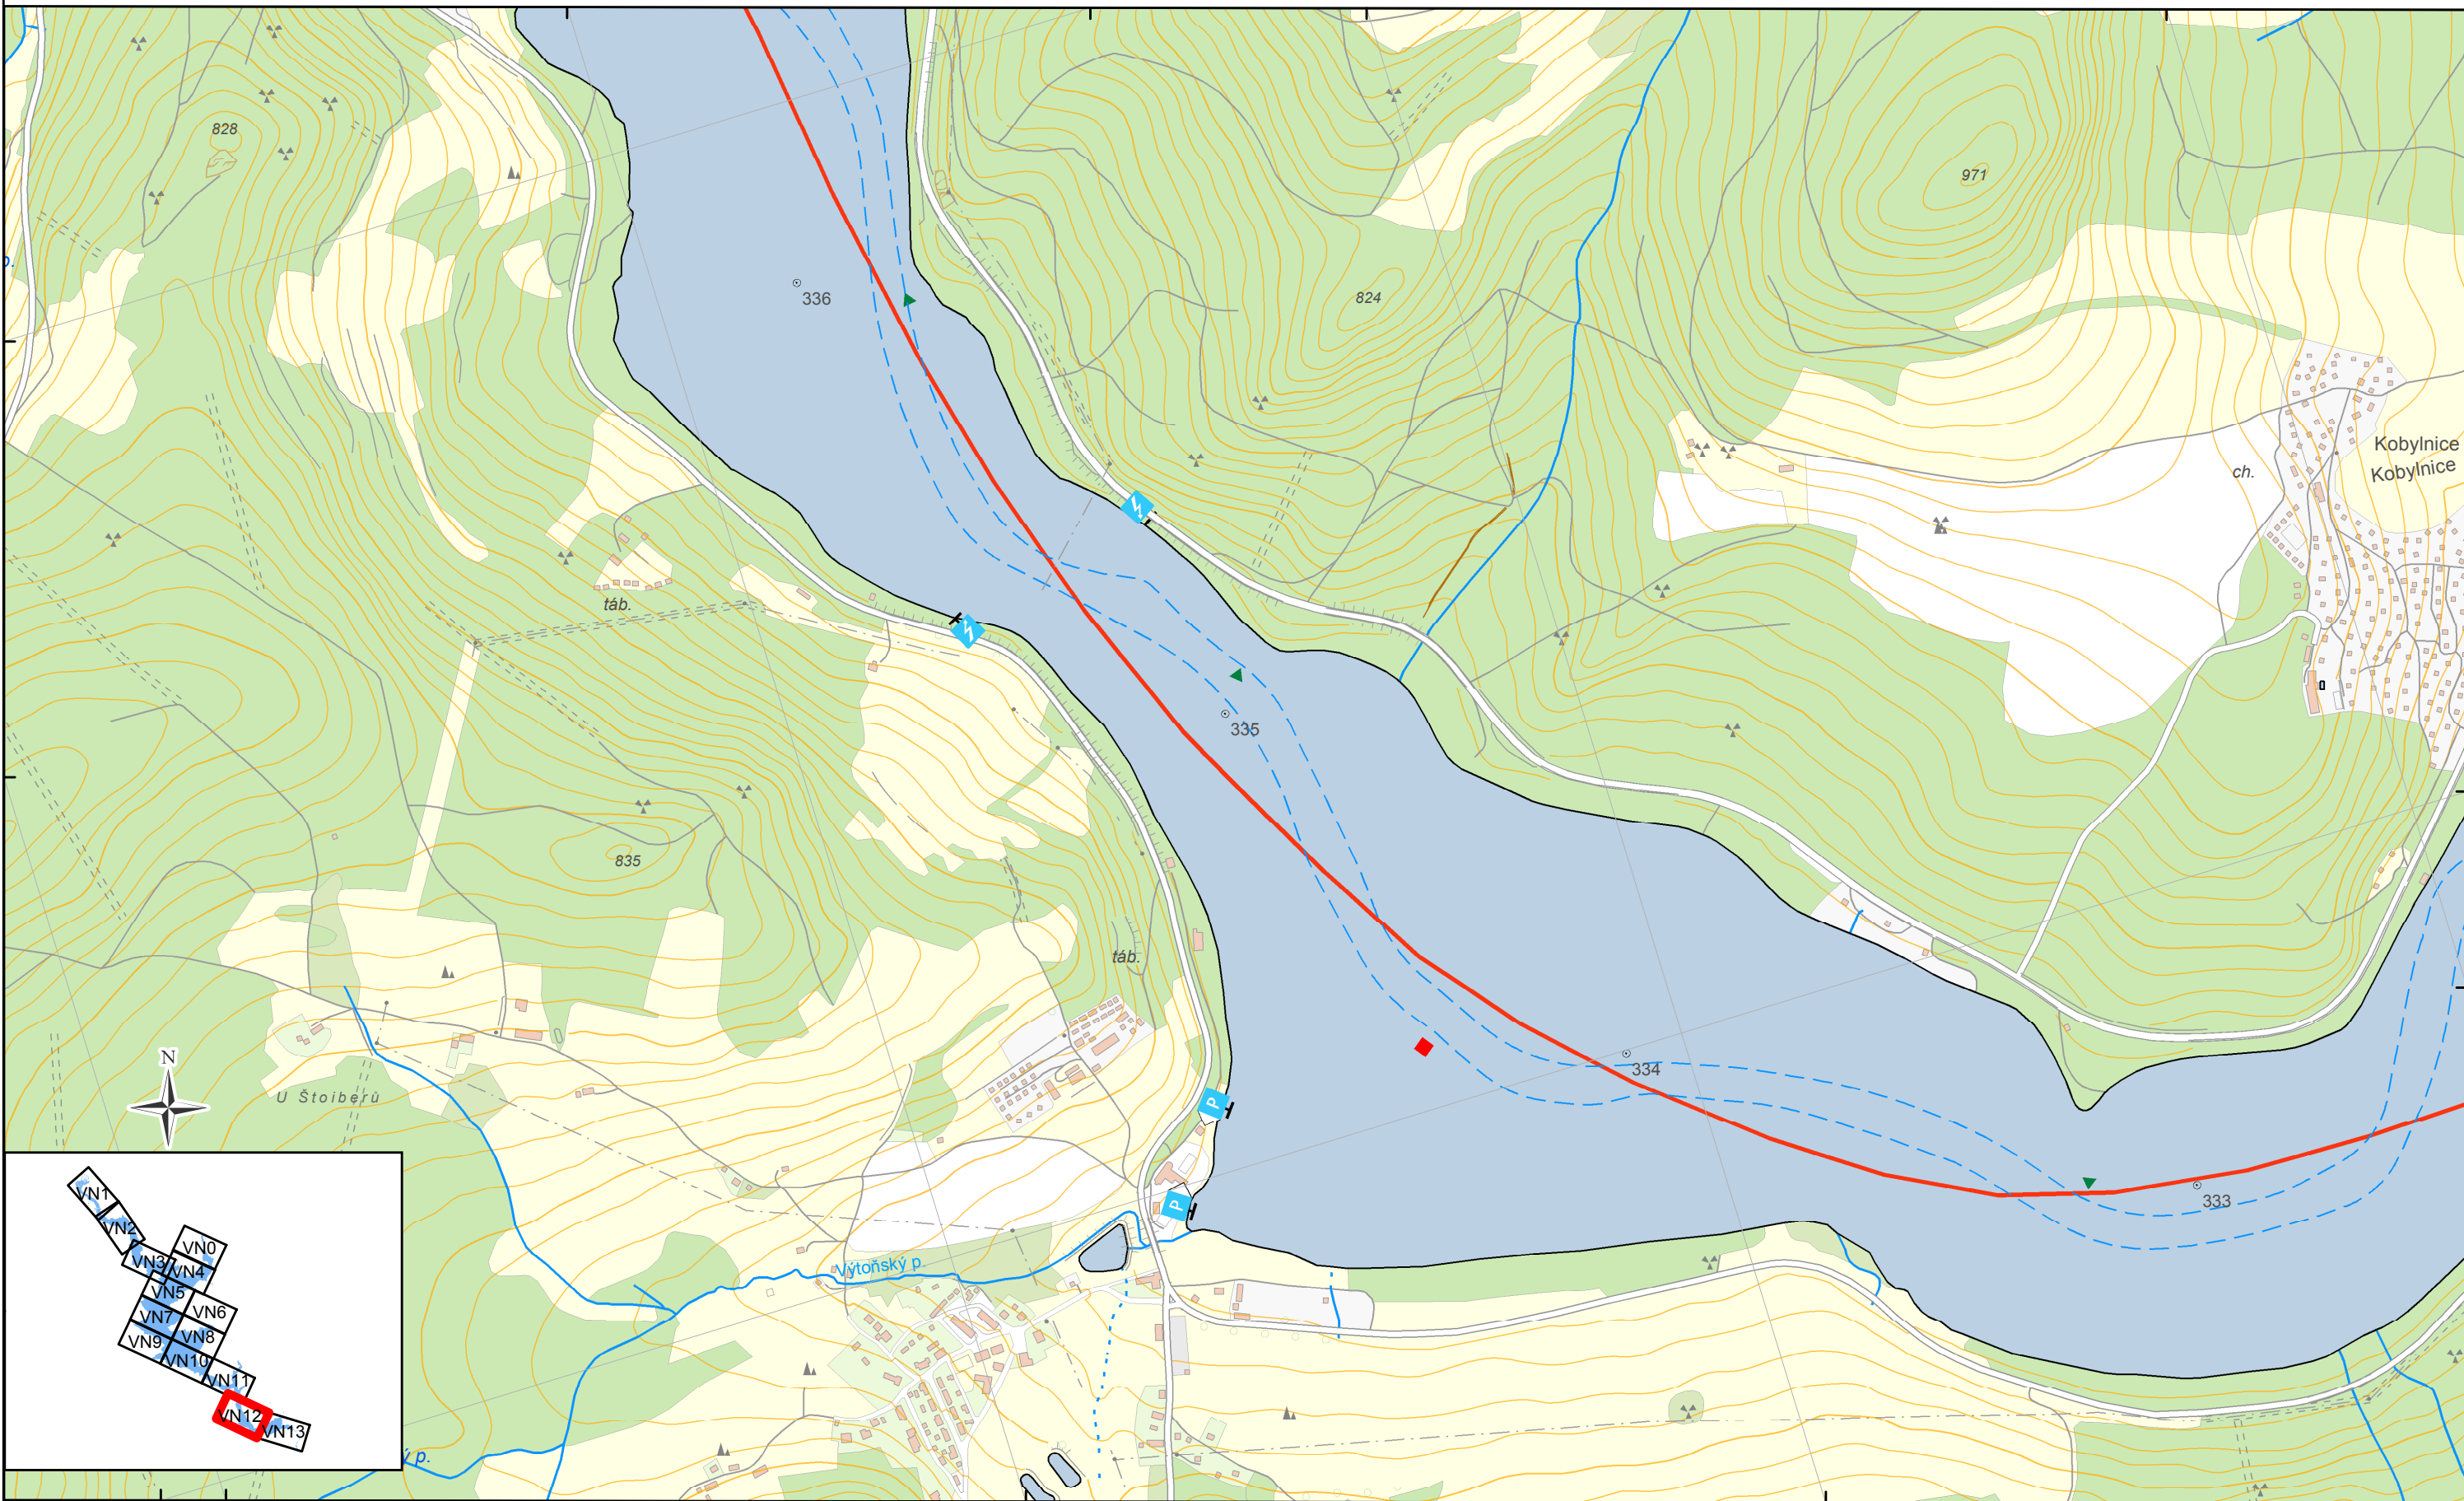 828
971
p.
336
824
Kobylnice
ch.
Kobylnice
táb.
335
835
táb.
334
N
U Štoiberů
P
333
P
VN1
VN2
VN0
VN3
VN4
VN5
VN6
VN7
VN8
VN9
VN10
VN11
VN12
VN13
Výtoňský p.
ý p.